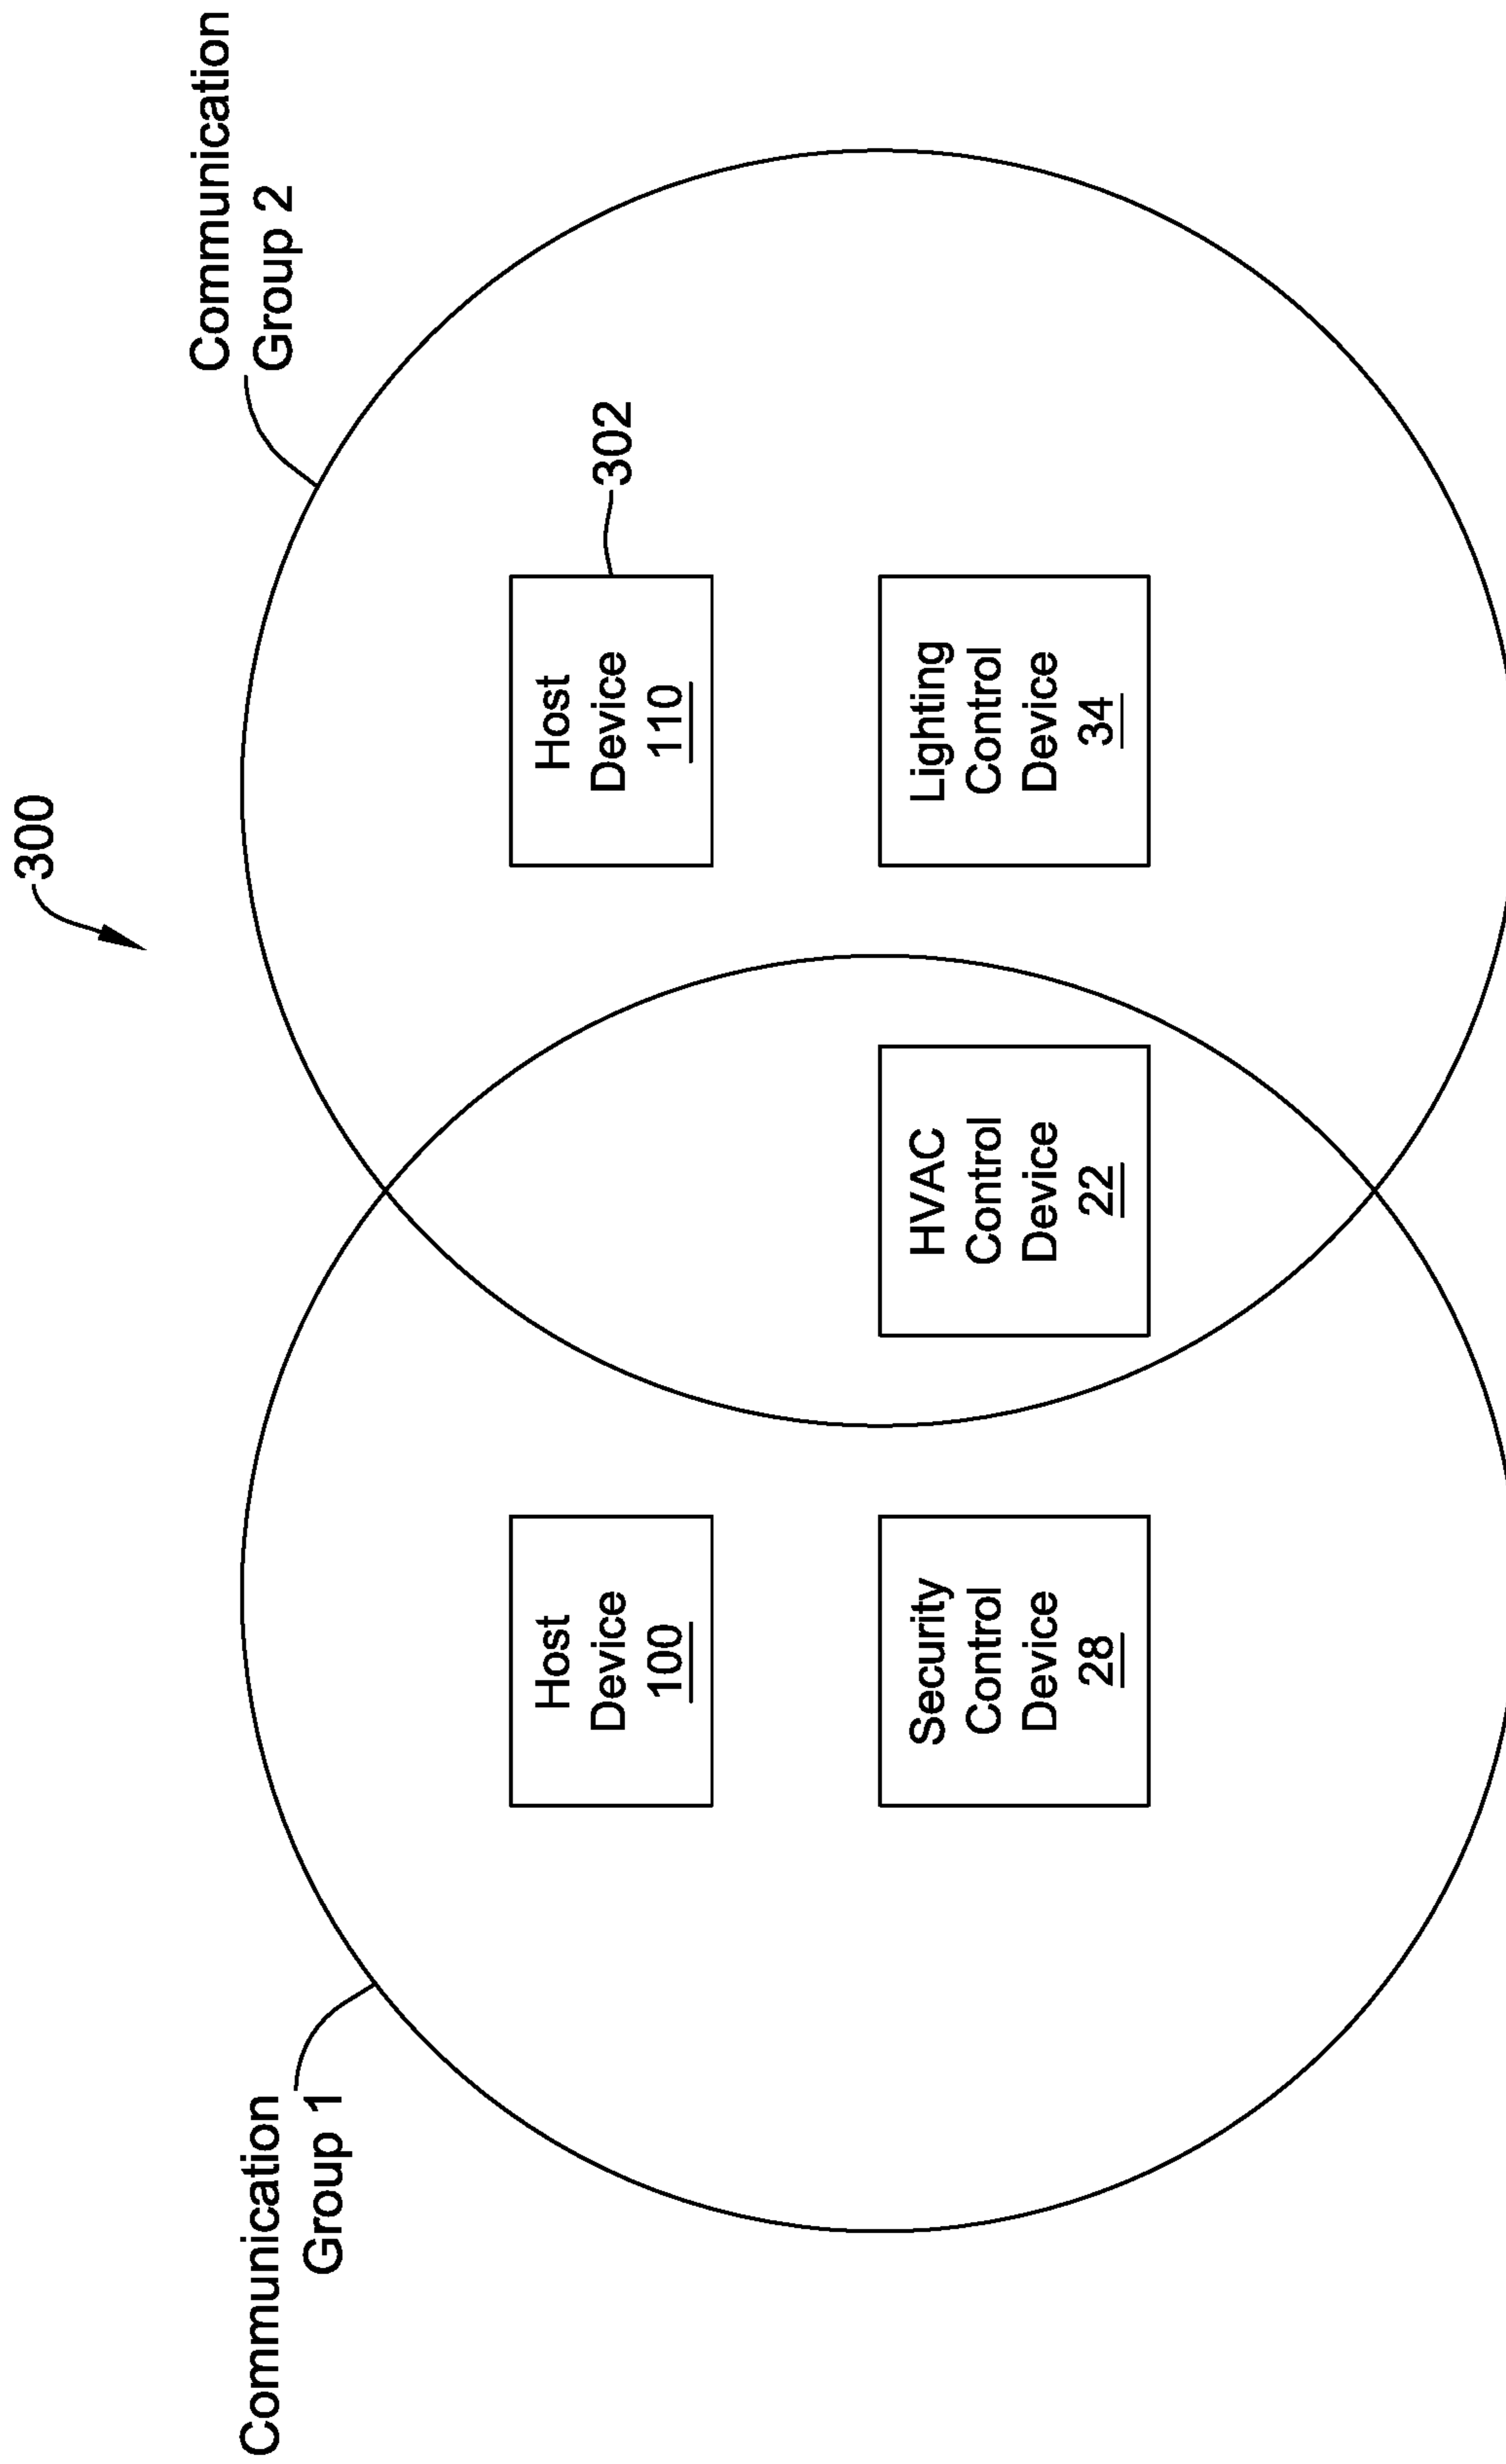 300
Communication
Group 2
Communication
Group 1
302
Host
Device
100
Host
Device
110
Security
Control
Device
28
HVAC
Control
Device
22
Lighting
Control
Device
34